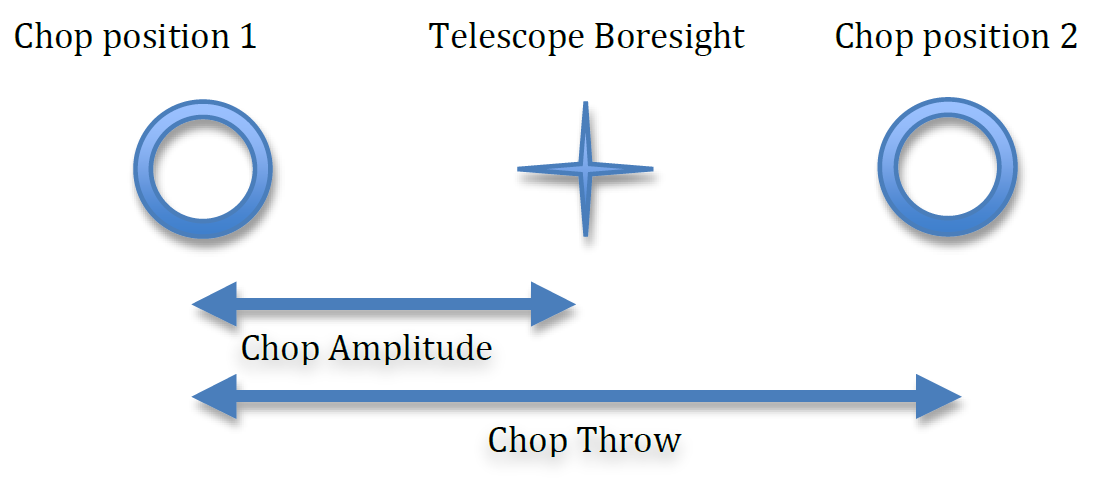 Chop position 1
Telescope Boresight
Chop position 2
Chop Amplitude
Chop Throw